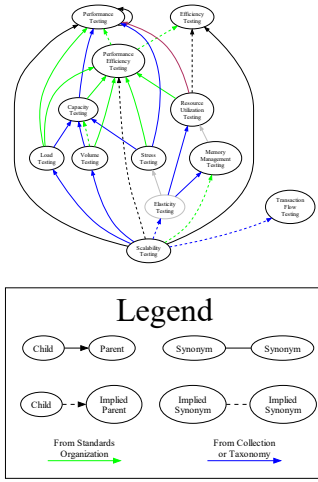 Performance
Testing
Efficiency
Testing
Performance
Efficiency
Testing
Capacity
Testing
Resource
Utilization
Testing
Load
Testing
Volume
Testing
Stress
Testing
Memory
Management
Testing
Elasticity
Testing
Transaction
Flow
Testing
Scalability
Testing
Legend
Child
Parent
Synonym
Synonym
Child
Implied
Parent
Implied
Synonym
Implied
Synonym
From Standards
Organization
From Collection
or Taxonomy